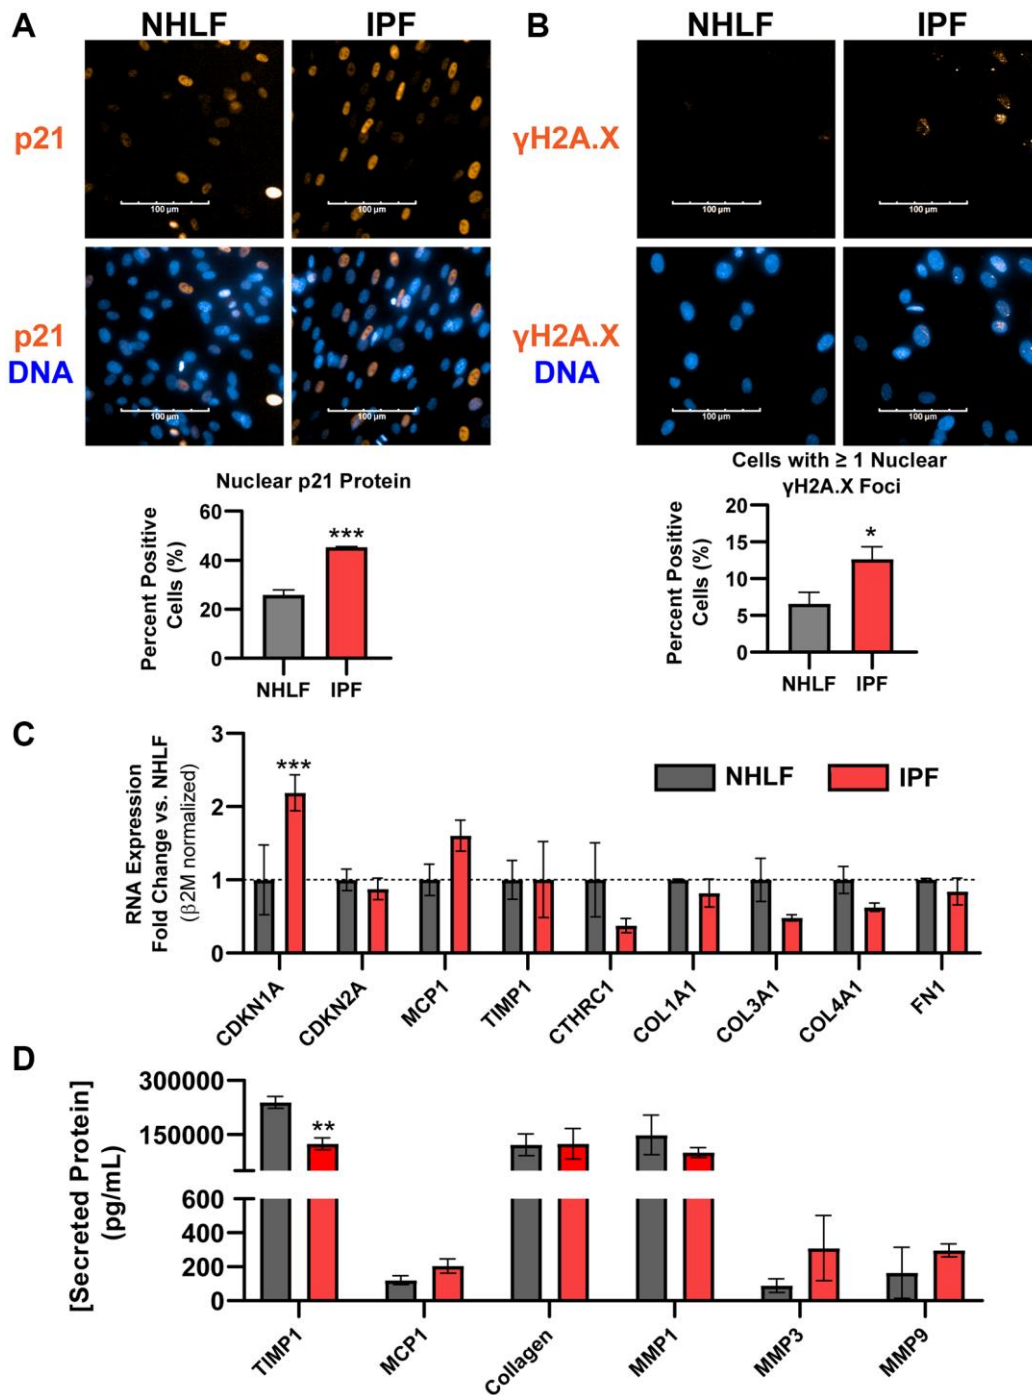 A
NHLF
IPF
B
NHLF
IPF
p21
γH2A.X
100 µm
100 µm
100 µm
100 µm
p21
DNA
γH2A.X
DNA
100 µm
100 µm
100 µm
100 µm
Nuclear p21 Protein
Percent Positive
Cells (%)
60
40
20
0
***
NHLF
IPF
Cells with ≥ 1 Nuclear
γH2A.X Foci
Percent Positive
Cells (%)
20
15
10
5
0
*
NHLF
IPF
C
RNA Expression
Fold Change vs. NHLF
(β2M normalized)
3
2
1
0
***
NHLF
IPF
CDKN1A
CDKN2A
MCP1
TIMP1
CTHRC1
COL1A1
COL3A1
COL4A1
FN1
D
[Secreted Protein]
(pg/mL)
300000
150000
600
400
200
0
**
TIMP1
MCP1
Collagen
MMP1
MMP3
MMP9